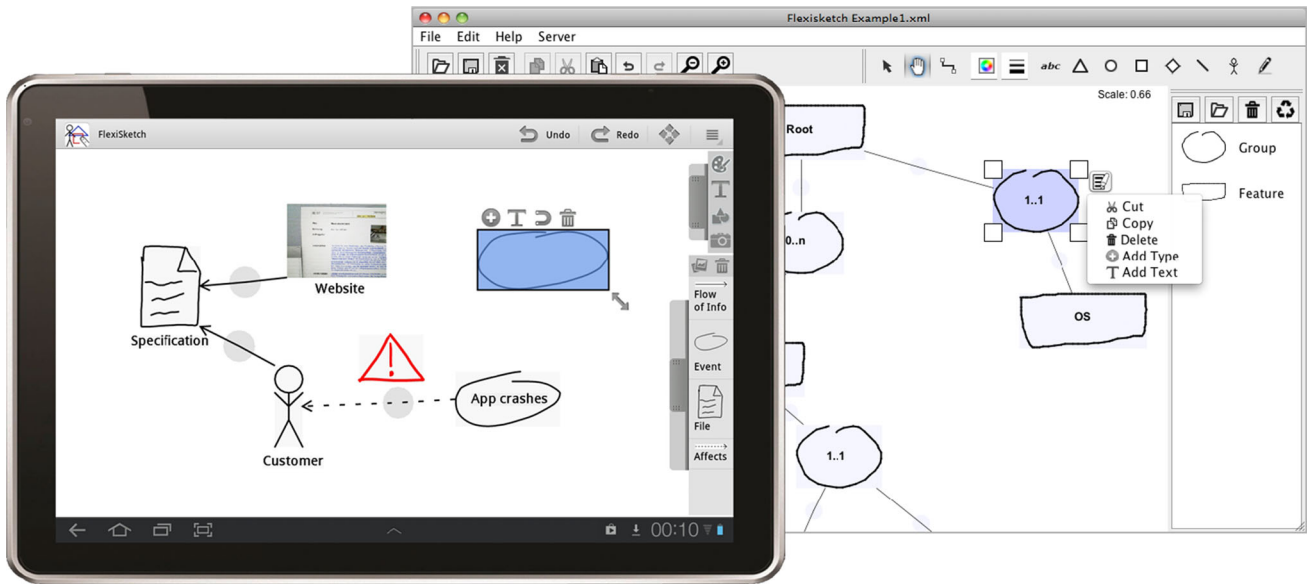 Flexisketch Example1.xml
File Edit Help Server
abc
Scale: 0.66
Root
0..n
1..1
Cut
Copy
Delete
Add Type
Add Text
OS
1..1
Group
Feature
FlexiSketch
Undo Redo
Website
Specification
Customer
App crashes
Flow
of Info
Event
File
Affects
00:10